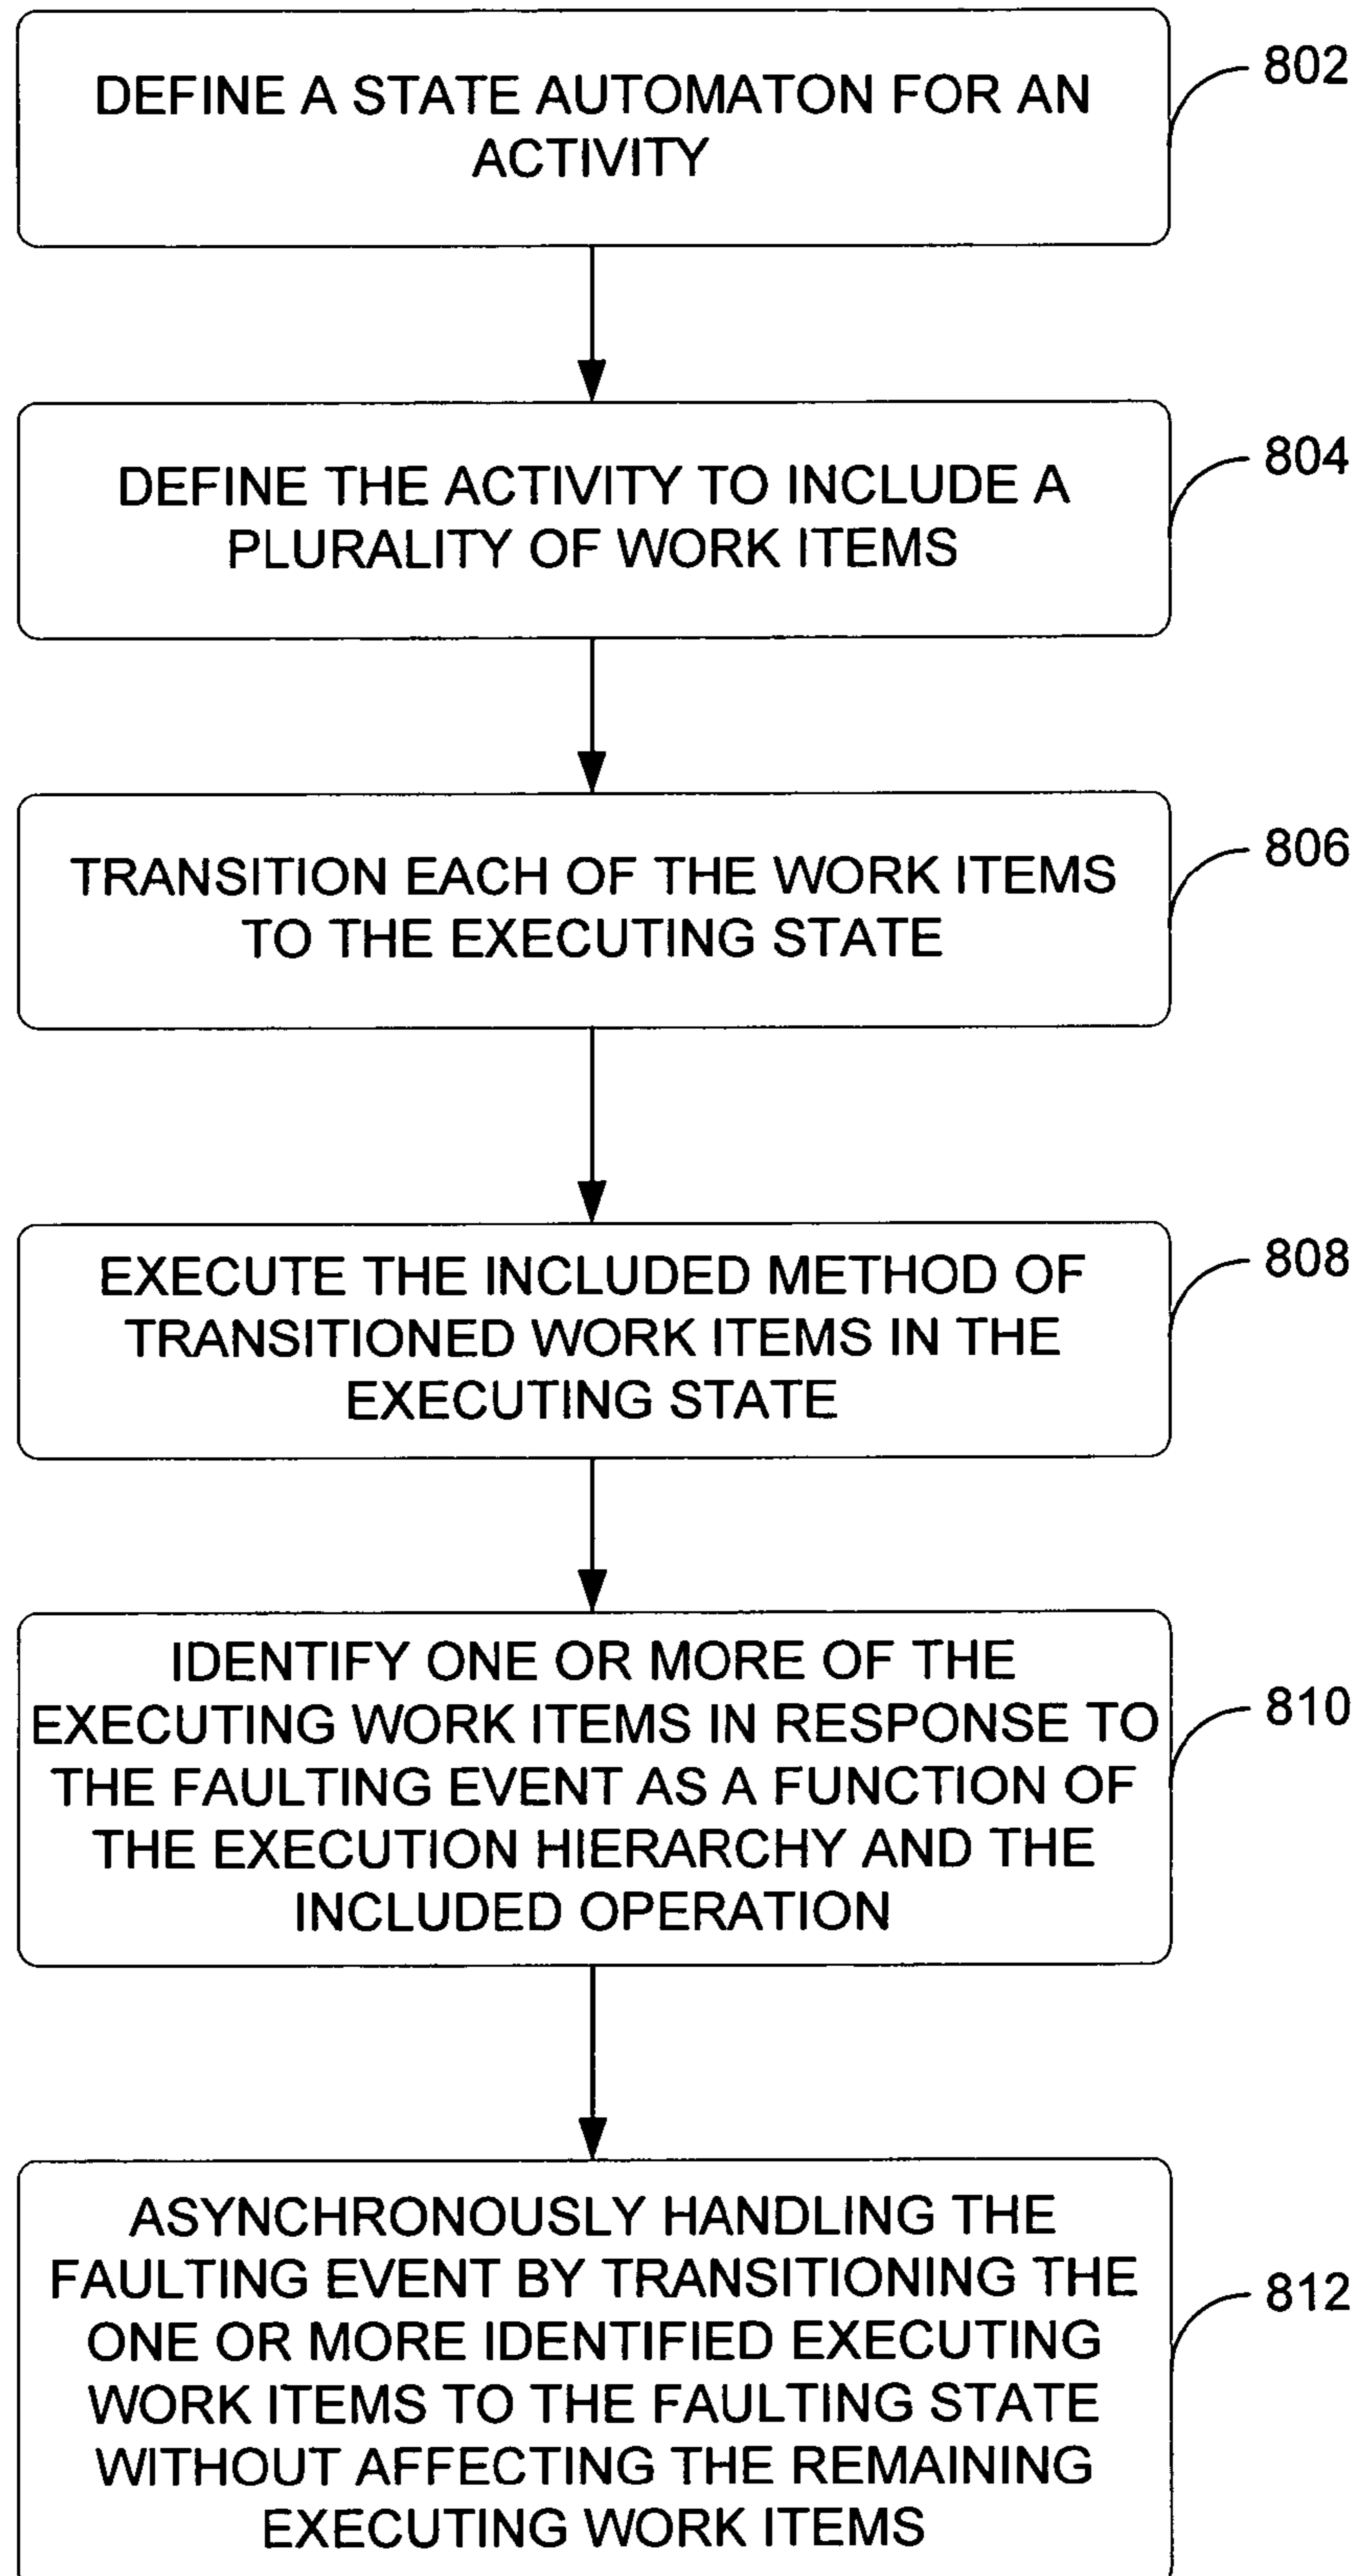 802
DEFINE A STATE AUTOMATON FOR AN
ACTIVITY
804
DEFINE THE ACTIVITY TO INCLUDE A
PLURALITY OF WORK ITEMS
806
TRANSITION EACH OF THE WORK ITEMS
TO THE EXECUTING STATE
808
EXECUTE THE INCLUDED METHOD OF
TRANSITIONED WORK ITEMS IN THE
EXECUTING STATE
810
IDENTIFY ONE OR MORE OF THE
EXECUTING WORK ITEMS IN RESPONSE TO
THE FAULTING EVENT AS A FUNCTION OF
THE EXECUTION HIERARCHY AND THE
INCLUDED OPERATION
812
ASYNCHRONOUSLY HANDLING THE
FAULTING EVENT BY TRANSITIONING THE
ONE OR MORE IDENTIFIED EXECUTING
WORK ITEMS TO THE FAULTING STATE
WITHOUT AFFECTING THE REMAINING
EXECUTING WORK ITEMS